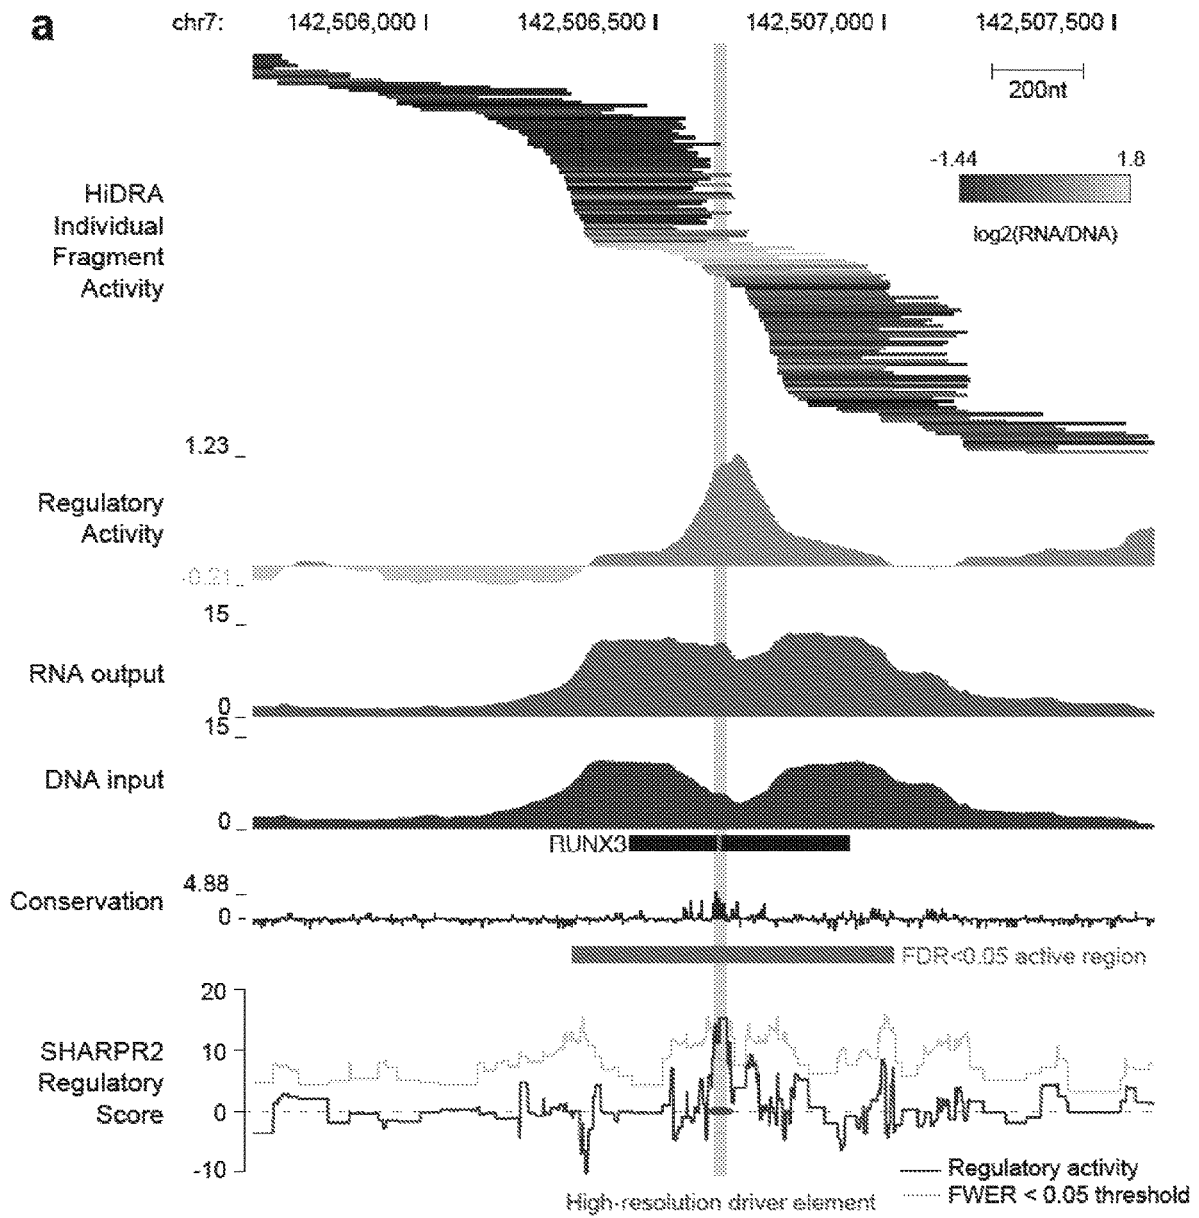 a
chr7: 142,506,000 | 142,506,500 | 142,507,000 | 142,507,500 |
200nt
-1.44 1.8
log2(RNA/DNA)
HiDRA
Individual
Fragment
Activity
1.23
Regulatory
Activity
-0.21
15
RNA output
0
15
DNA input
0
RUNX3
4.88
Conservation
0
FDR<0.05 active region
20
SHARPR2
10
Regulatory
Score
0
-10
Regulatory activity
FWER < 0.05 threshold
High-resolution driver element